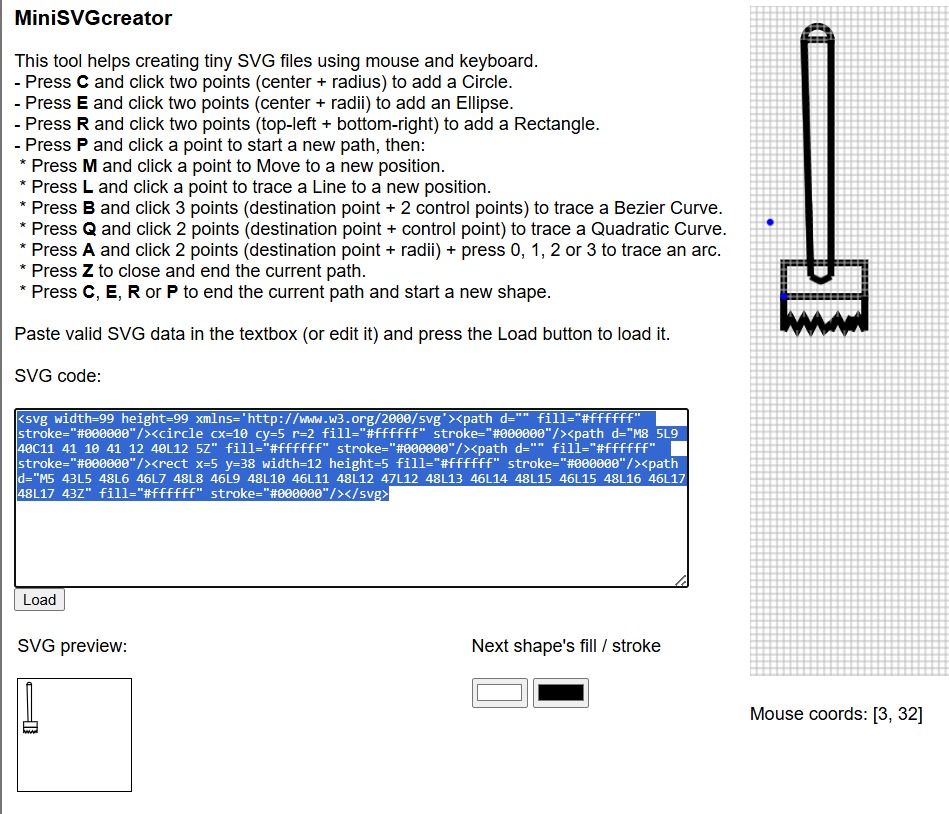 MiniSVGcreator
This tool helps creating tiny SVG files using mouse and keyboard.
- Press C and click two points (center + radius) to add a Circle.
- Press E and click two points (center + radii) to add an Ellipse.
- Press R and click two points (top-left + bottom-right) to add a Rectangle.
- Press P and click a point to start a new path, then:
* Press M and click a point to Move to a new position.
* Press L and click a point to trace a Line to a new position.
* Press B and click 3 points (destination point + 2 control points) to trace a Bezier Curve.
* Press Q and click 2 points (destination point + control point) to trace a Quadratic Curve.
* Press A and click 2 points (destination point + radii) + press 0, 1, 2 or 3 to trace an arc.
* Press Z to close and end the current path.
* Press C, E, R or P to end the current path and start a new shape.
Paste valid SVG data in the textbox (or edit it) and press the Load button to load it.
SVG code:
<svg width=99 height=99 xmlns='http://www.w3.org/2000/svg'><path d="" fill="#ffffff"
stroke="#000000"/><circle cx=10 cy=5 r=2 fill="#ffffff" stroke="#000000"/><path d="M8 5L9
40C11 41 10 41 12 40L12 5Z" fill="#ffffff" stroke="#000000"/><path d="" fill="#ffffff"
stroke="#000000"/><rect x=5 y=38 width=12 height=5 fill="#ffffff" stroke="#000000"/><path
d="M5 43L5 48L6 46L7 48L8 46L9 48L10 46L11 48L12 47L12 48L13 46L14 48L15 46L15 48L16 46L17
48L17 43Z" fill="#ffffff" stroke="#000000"/></svg>
Load
SVG preview:
Next shape's fill / stroke
Mouse coords: [3, 32]